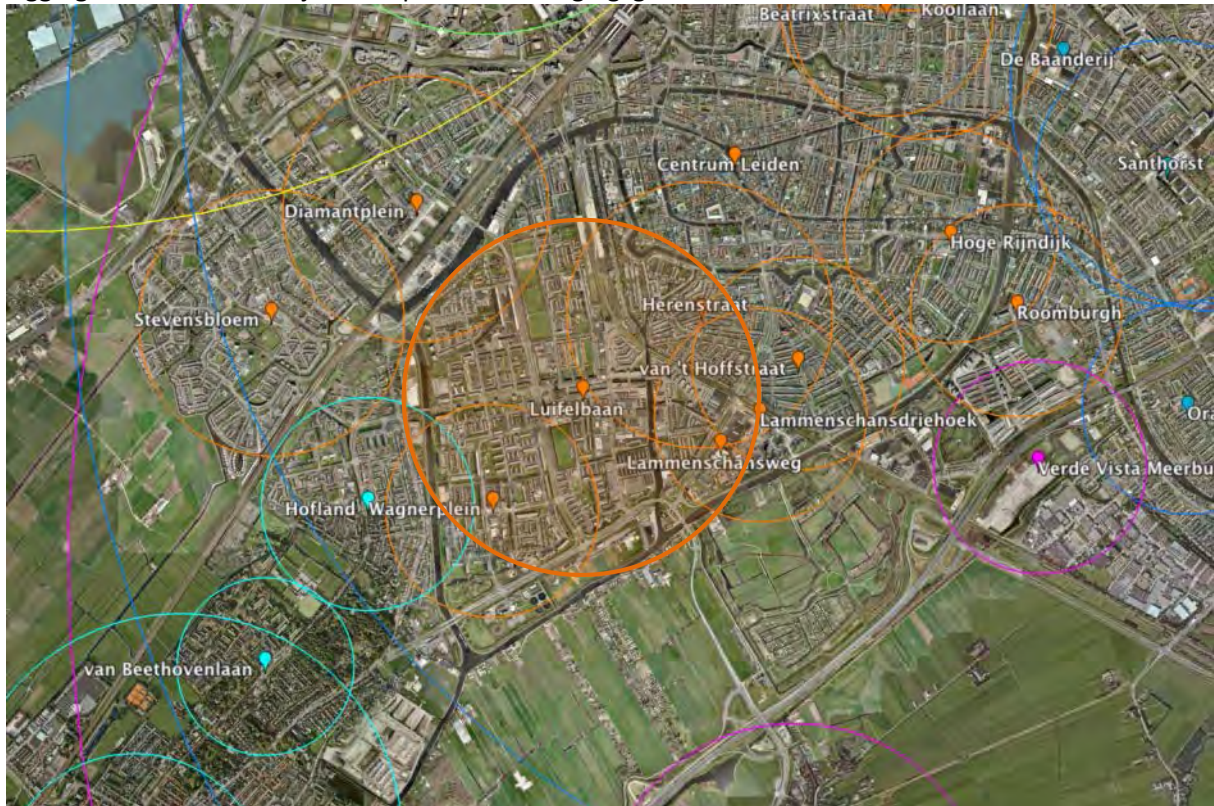 Beatrixstraat
Kooilaan
De Baanderij
Centrum Leiden
Santhorst
Diamantplein
Hoge Rijndijk
Stevensbloem
Herenstraat
Roomburgh
van 't Hoffstraat
Luifelbaan
Lammenschansdriehoek
Ora
Lammenschansweg
Verde Vista Meerbu
Hofland
Wagnerplein
van Beethovenlaan